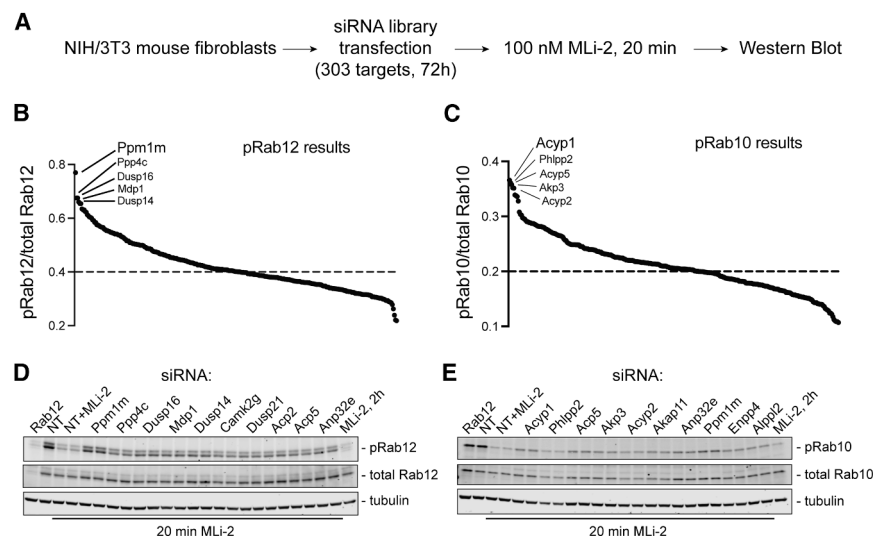 A
NIH/3T3 mouse fibroblasts
siRNA library
transfection
(303 targets, 72h)
100 nM MLi-2, 20 min
Western Blot
B
pRab12 results
pRab12/total Rab12
0.8
0.6
0.4
0.2
Ppm1m
Ppp4c
Dusp16
Mdp1
Dusp14
C
pRab10 results
pRab10/total Rab10
0.4
0.3
0.2
0.1
Acyp1
Phlpp2
Acyp5
Akp3
Acyp2
D
siRNA:
Rab12
NT
NT+MLi-2
Ppm1m
Ppp4c
Dusp16
Mdp1
Dusp14
Camk2g
Dusp21
Acp2
Acp5
Anp32e
MLi-2, 2h
- pRab12
- total Rab12
- tubulin
20 min MLi-2
E
siRNA:
Rab12
NT
NT+MLi-2
Acyp1
Phlpp2
Acp5
Akp3
Acyp2
Akap11
Anp32e
Ppm1m
Enpp4
Alppl2
MLi-2, 2h
- pRab10
- total Rab10
- tubulin
20 min MLi-2